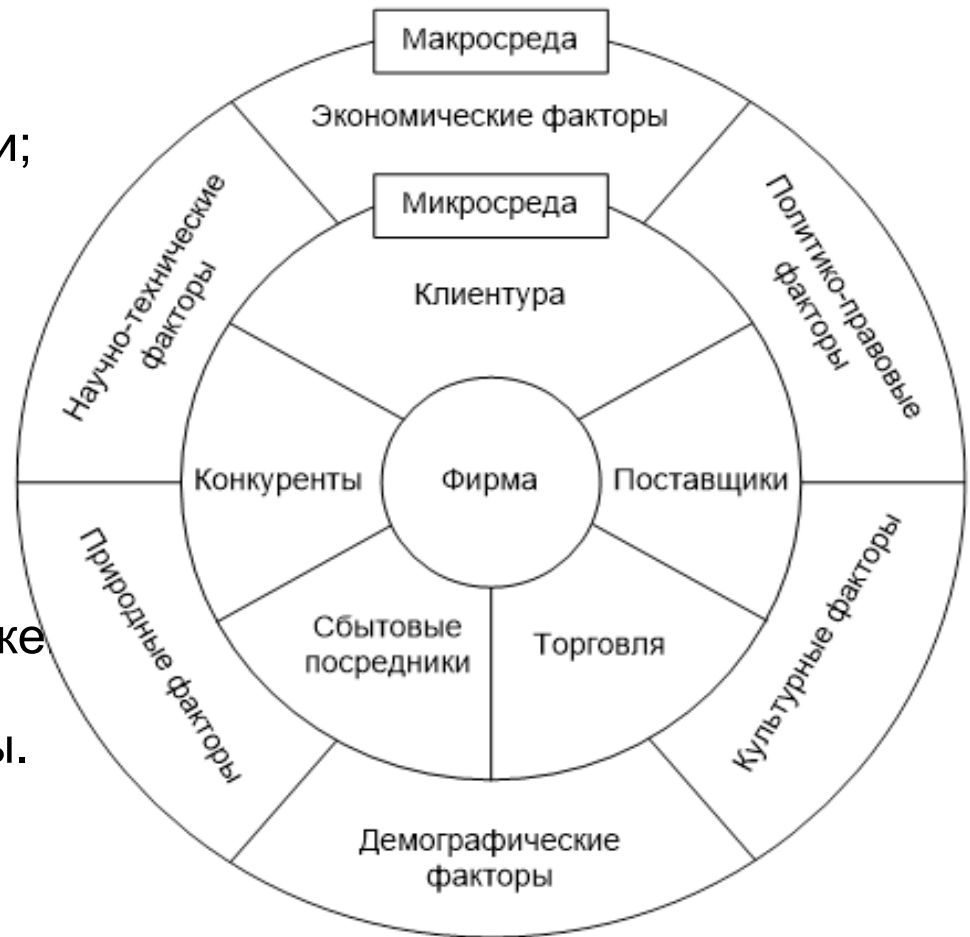 Макросреда
Экономические факторы
и;
Микросреда
Научно-технические
факторы
Политико-правовые
факторы
Клиентура
Конкуренты
Фирма
Поставщики
Природные факторы
Сбытовые
посредники
Торговля
Культурные факторы
же
ы.
Демографические
факторы